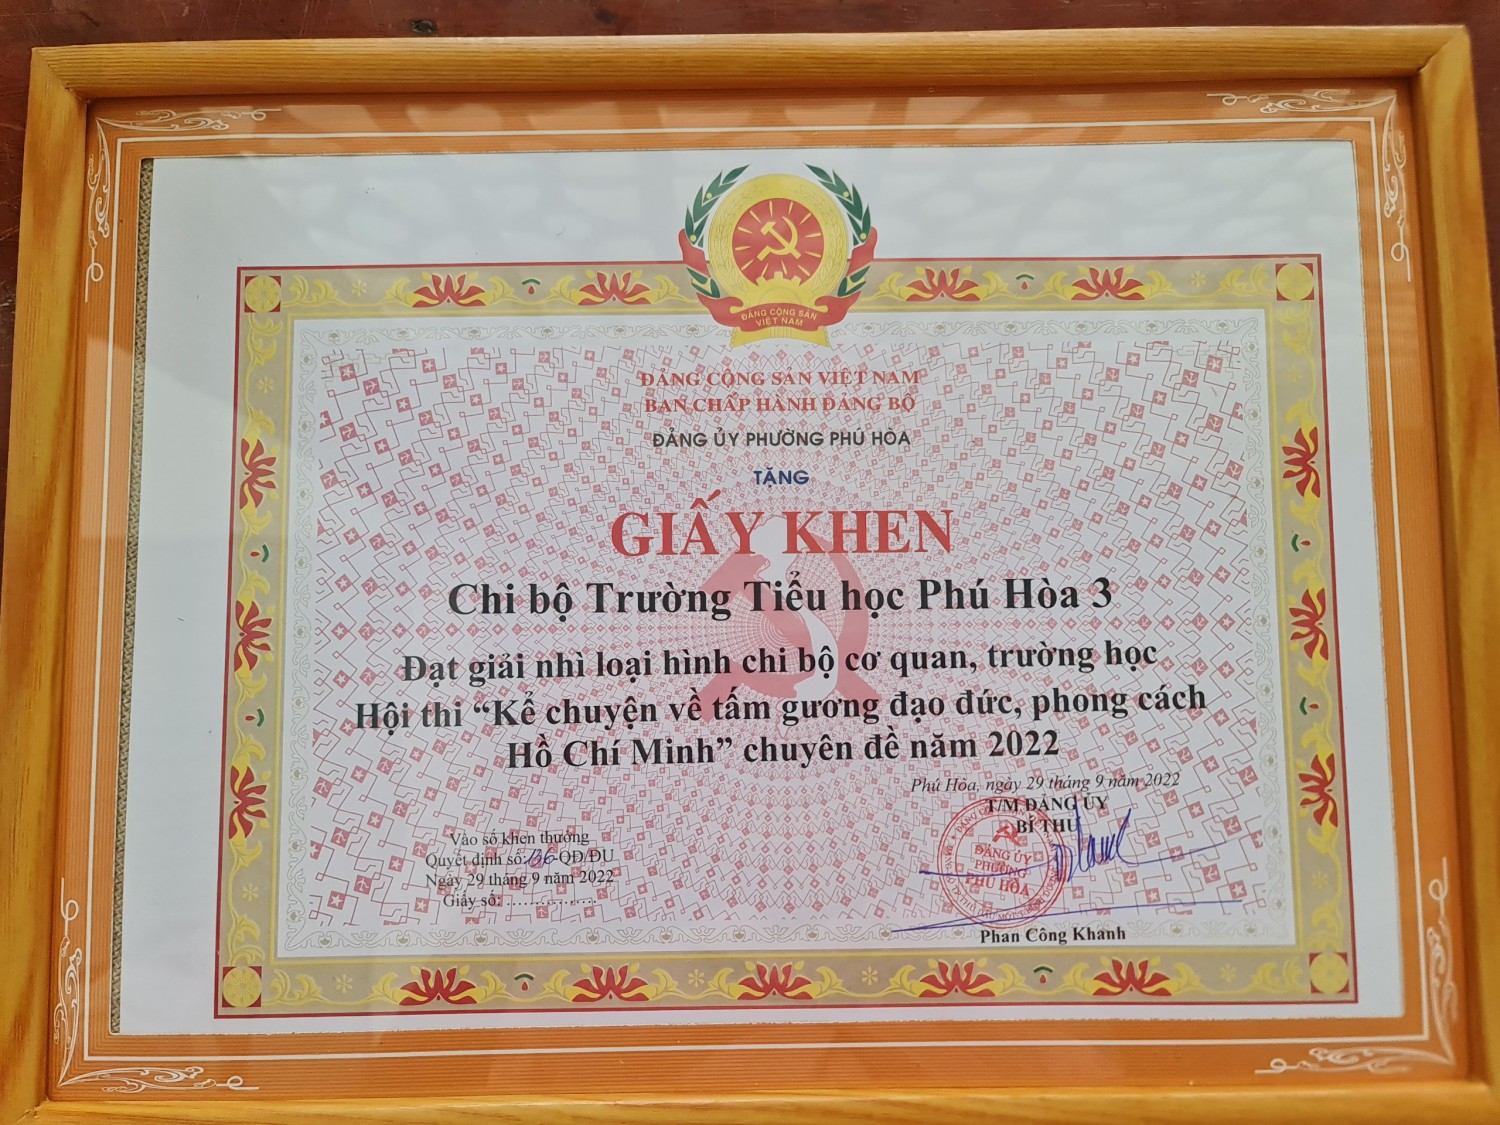 ĐẢNG CỘNG SẢN
VIỆT NAM
ĐẢNG CỘNG SẢN VIỆT NAM
BAN CHẤP HÀNH ĐẢNG BỘ
ĐẢNG ỦY PHƯỜNG PHÚ HÒA
TẶNG
GIẤY KHEN
Chi bộ Trường Tiểu học Phú Hòa 3
Đạt giải nhì loại hình chi bộ cơ quan, trường học
Hội thi “Kể chuyện về tấm gương đạo đức, phong cách
Hồ Chí Minh” chuyên đề năm 2022
Phú Hòa, ngày 29 tháng 9 năm 2022
T/M ĐẢNG ỦY
BÍ THƯ
ĐẢNG ỦY
PHƯỜNG
PHÚ HÒA
Phan Công Khanh
Vào sổ khen thưởng
Quyết định số: 136-QĐ/ĐU
Ngày 29 tháng 9 năm 2022
Giấy số: ................